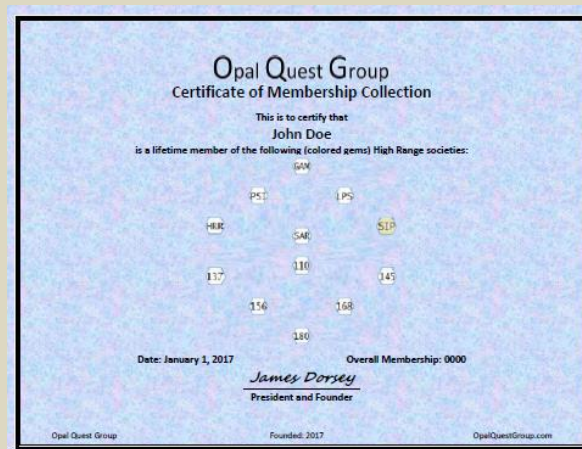 Opal Quest Group
Certificate of Membership Collection
This is to certify that
John Doe
is a lifetime member of the following (colored gems) High Range societies:
GAM
PSI LPS
HER SIP
SAR
110
137 145
156 168
180
Date: January 1, 2017 Overall Membership: 0000
James Dorsey
President and Founder
Opal Quest Group Founded: 2017 OpalQuestGroup.com